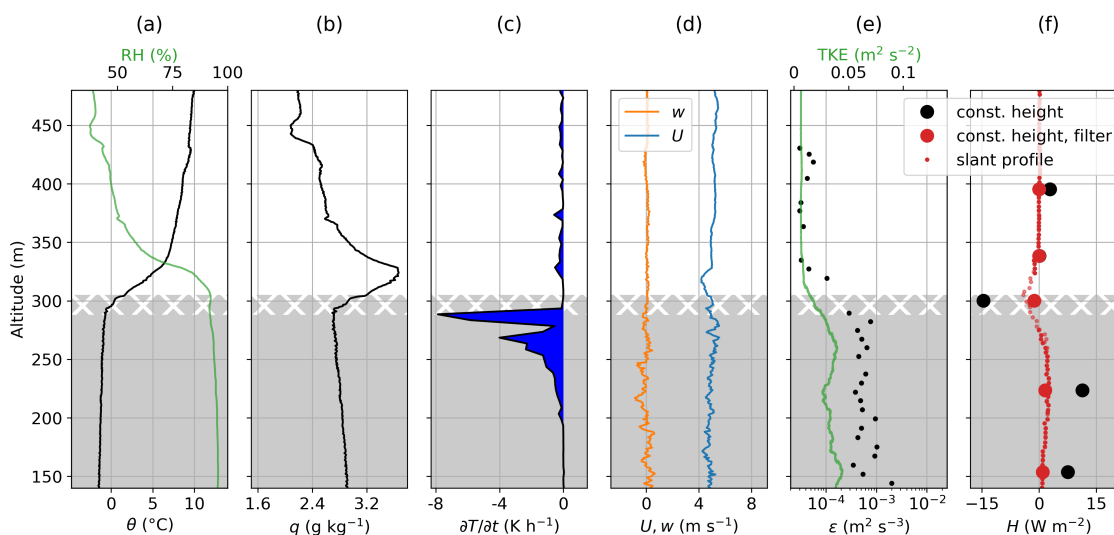 (a) (b) (c) (d) (e) (f)
RH (%) TKE (m² s⁻²)
50 75 100 0 0.05 0.1
w
U
const. height
const. height, filter
slant profile
450
400
350
300
250
200
150
Altitude (m)
0 10 1.6 2.4 3.2 −8 −4 0 0 4 8 10⁻⁴ 10⁻³ 10⁻² −15 0 15
θ (°C) q (g kg⁻¹) ∂T/∂t (K h⁻¹) U, w (m s⁻¹) ε (m² s⁻³) H (W m⁻²)